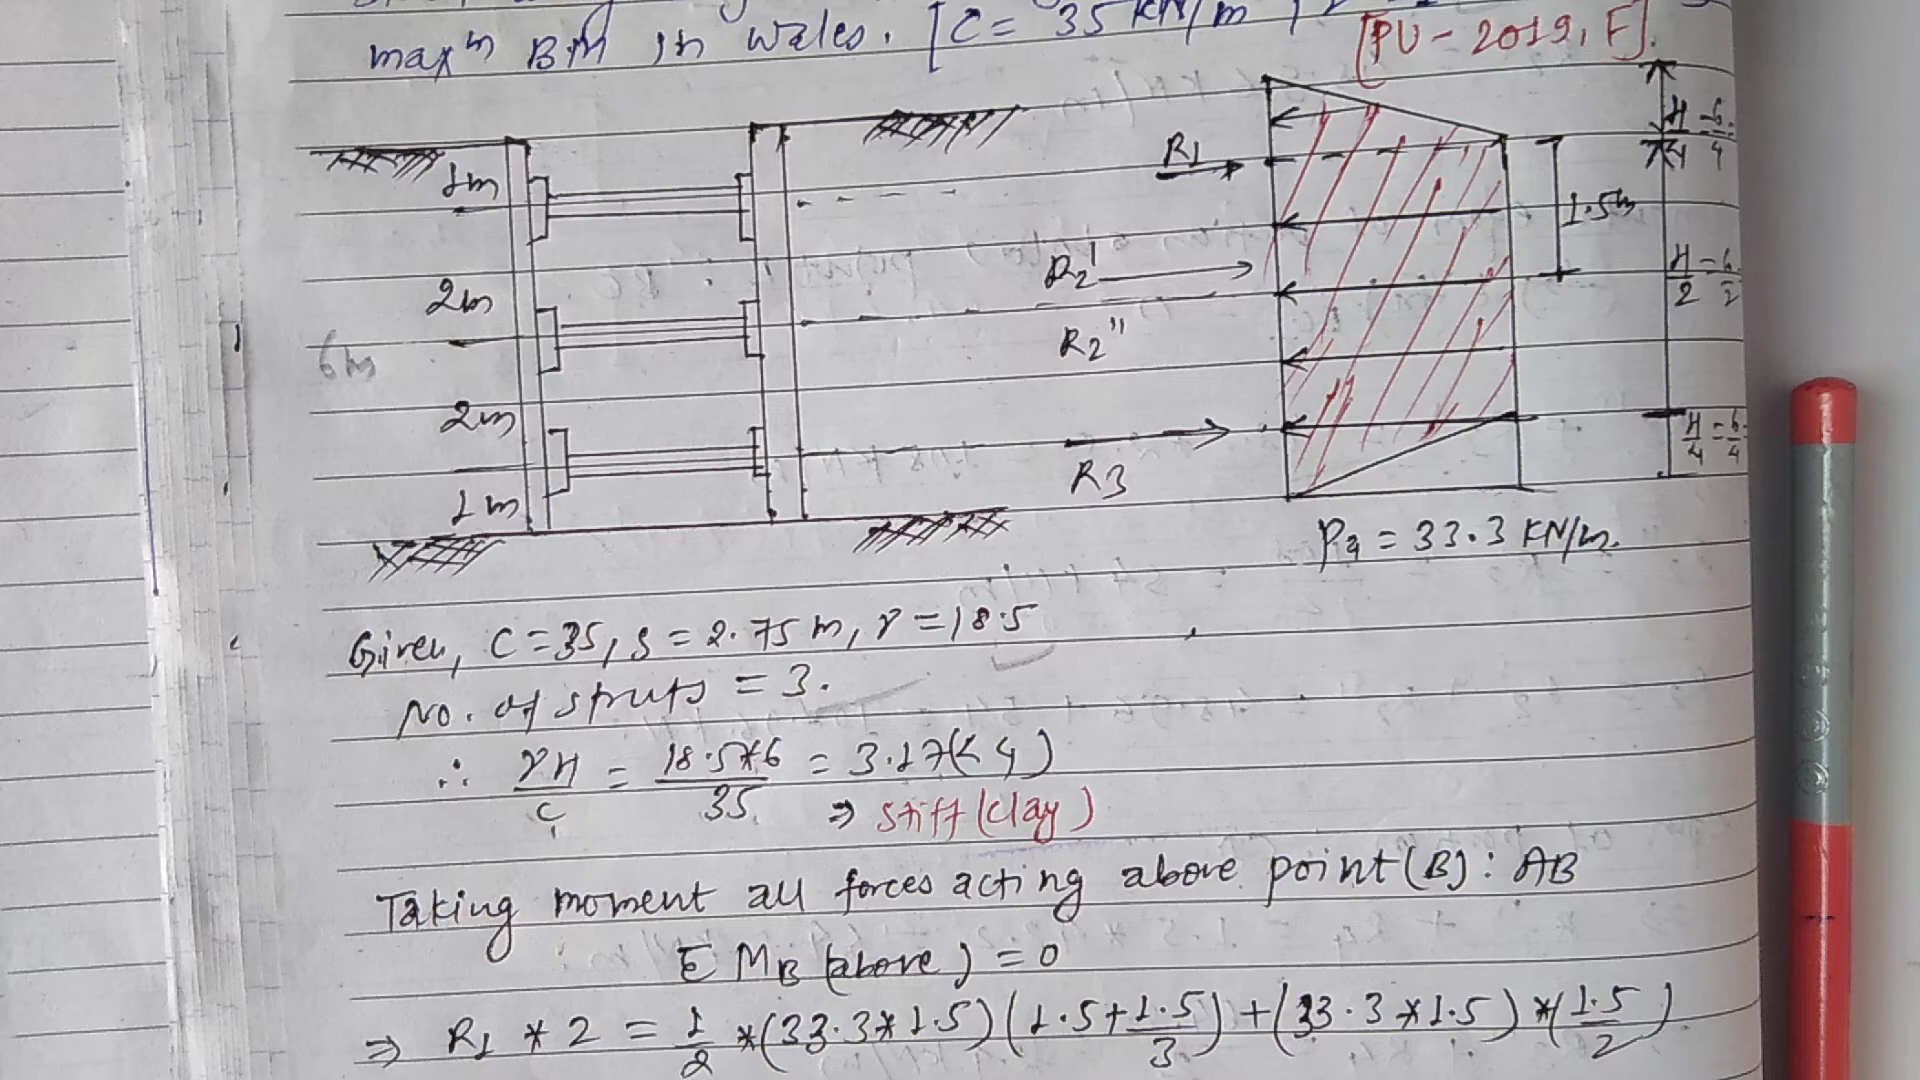 maxᵐ BM in wales. [C = 35 KN/m
[PU - 2019, F].
1m
2m
6m
2m
1m
R1
R2'
R2"
R3
1.5m
H/4 = 6/4
H/2 = 6/2
H/4 = 6/4
Pa = 33.3 KN/m.
Given, C = 35, S = 2.75 m, γ = 18.5
No. of struts = 3.
∴ γH/C = 18.5*6/35 = 3.17(< 4)
⇒ stiff (clay)
Taking moment all forces acting above point (B): AB
Σ MB (above) = 0
⇒ R1 * 2 = 1/2 *(33.3*1.5)(1.5+1.5/3)+(33.3*1.5)*(1.5/2)